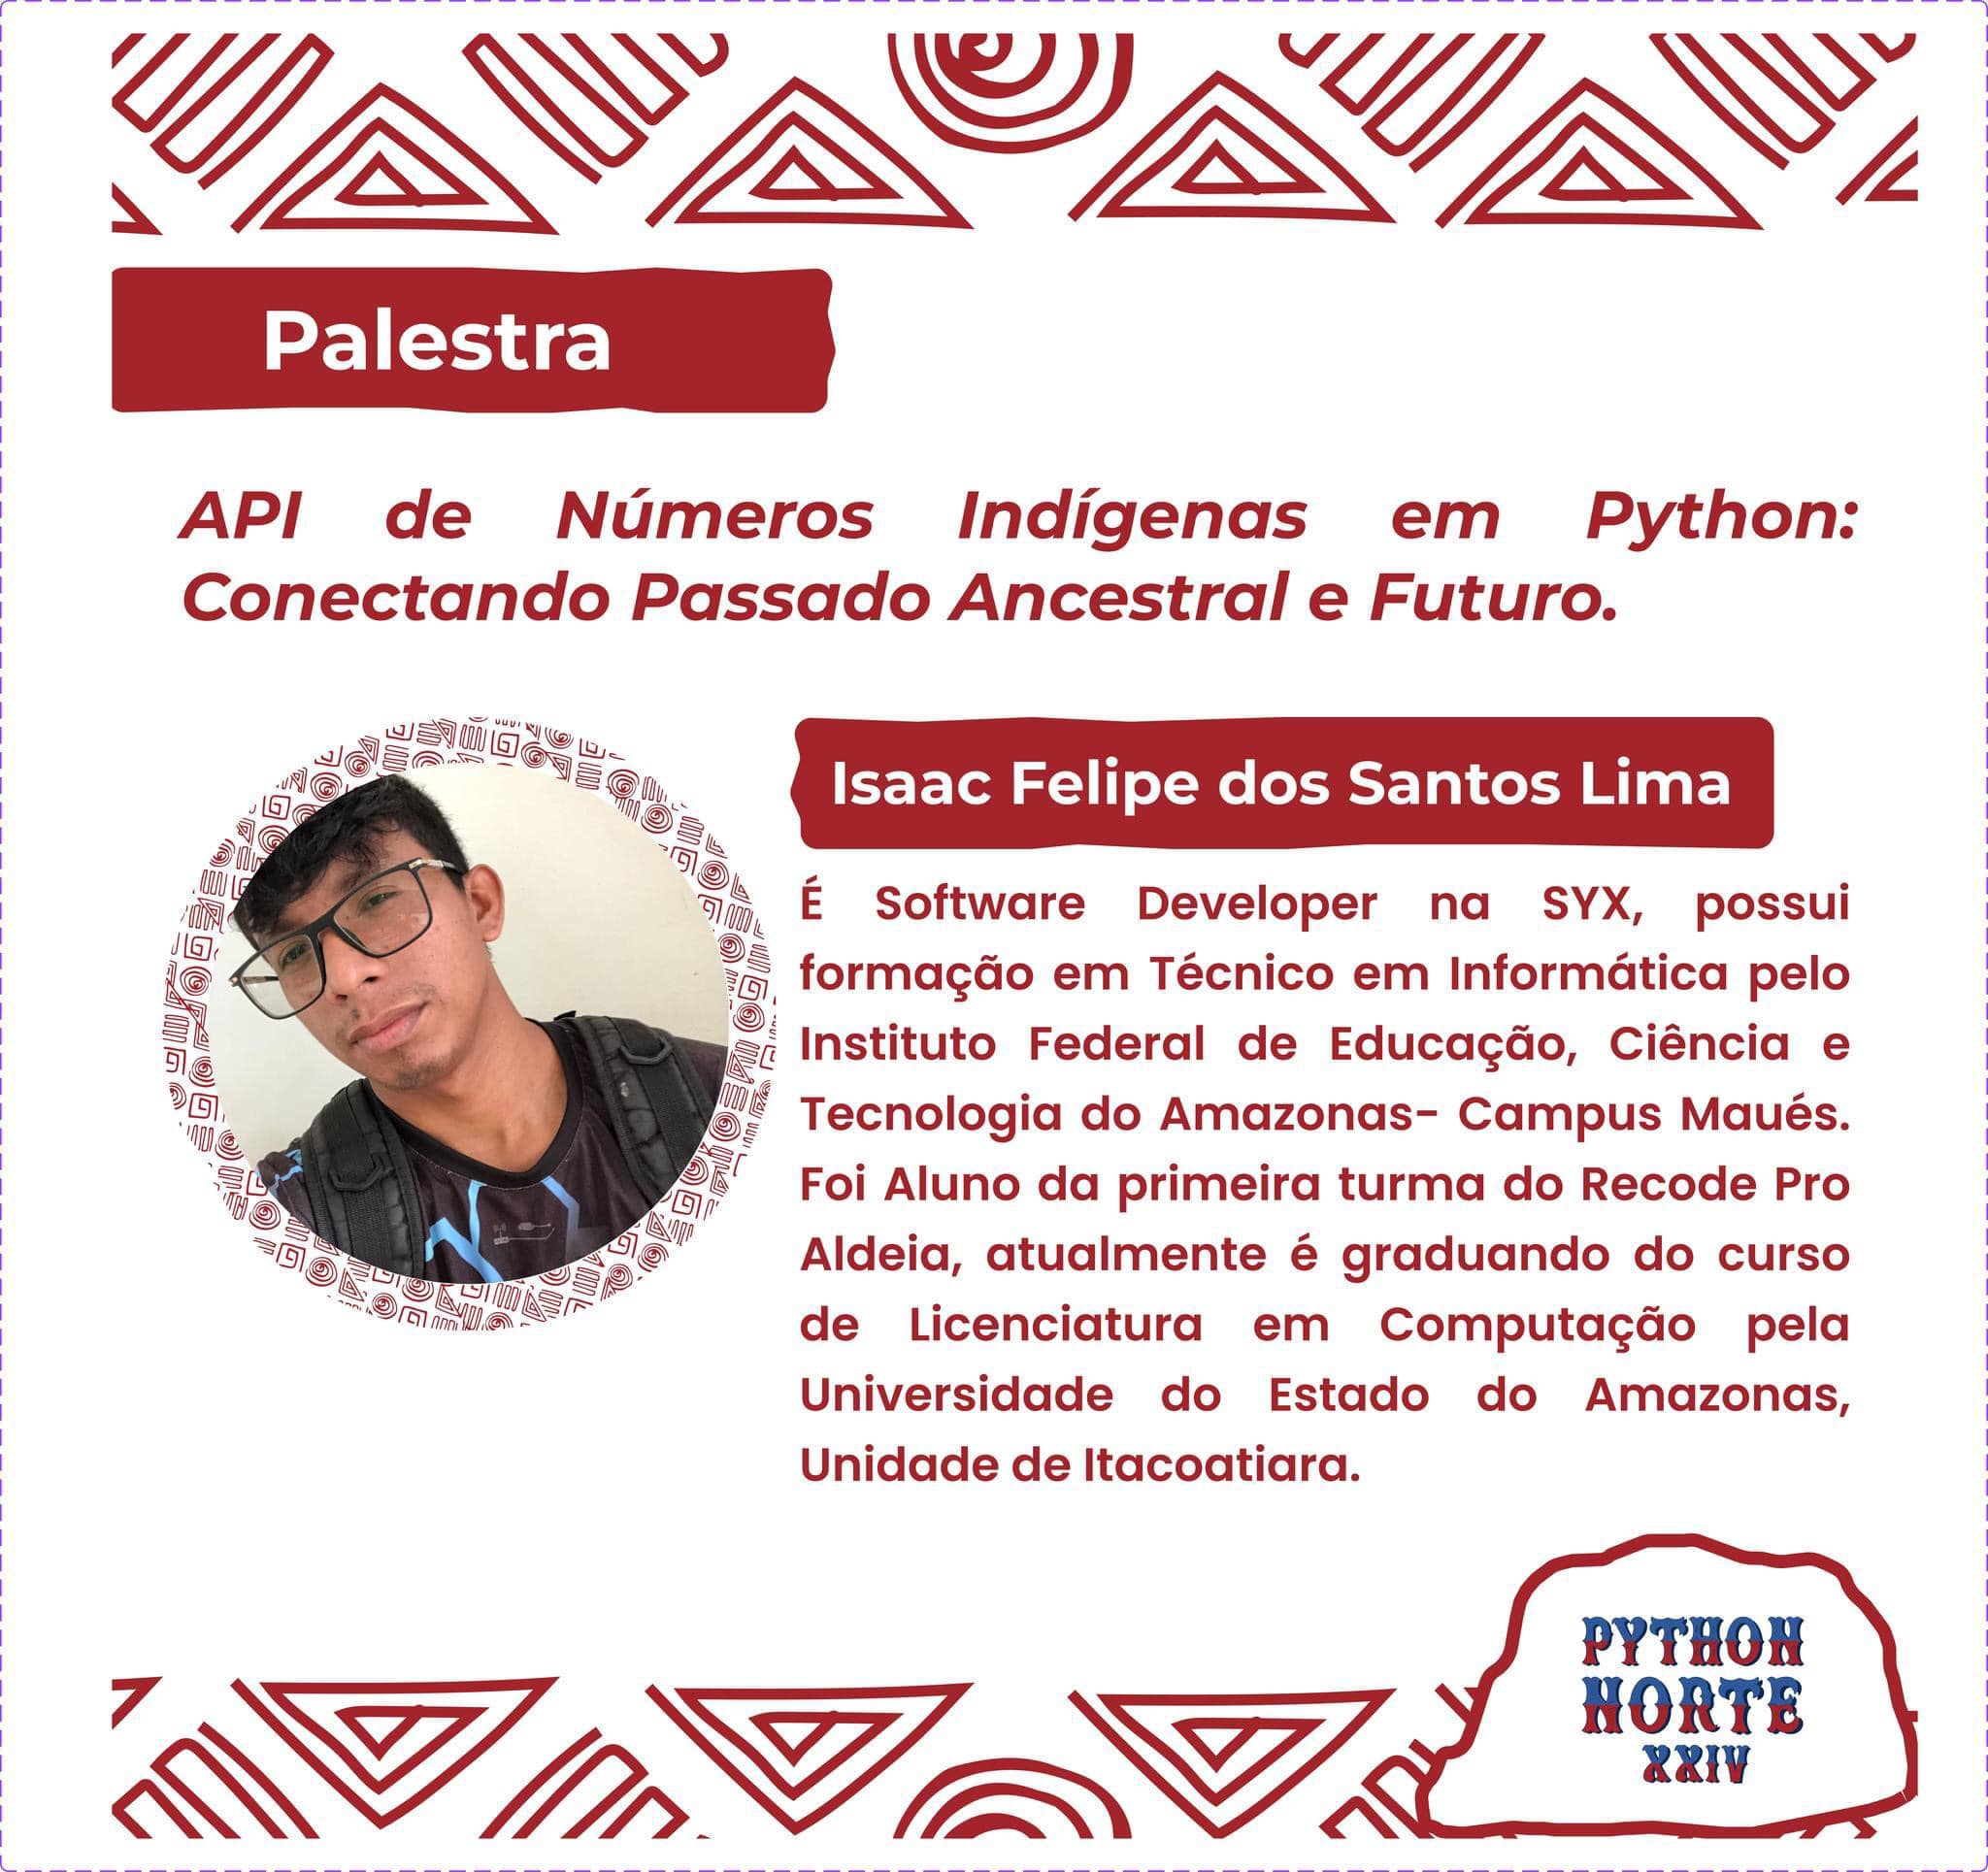 Palestra
API de Números Indígenas em Python:
Conectando Passado Ancestral e Futuro.
Isaac Felipe dos Santos Lima
É Software Developer na SYX, possui
formação em Técnico em Informática pelo
Instituto Federal de Educação, Ciência e
Tecnologia do Amazonas- Campus Maués.
Foi Aluno da primeira turma do Recode Pro
Aldeia, atualmente é graduando do curso
de Licenciatura em Computação pela
Universidade do Estado do Amazonas,
Unidade de Itacoatiara.
PYTHON
NORTE
XXIV